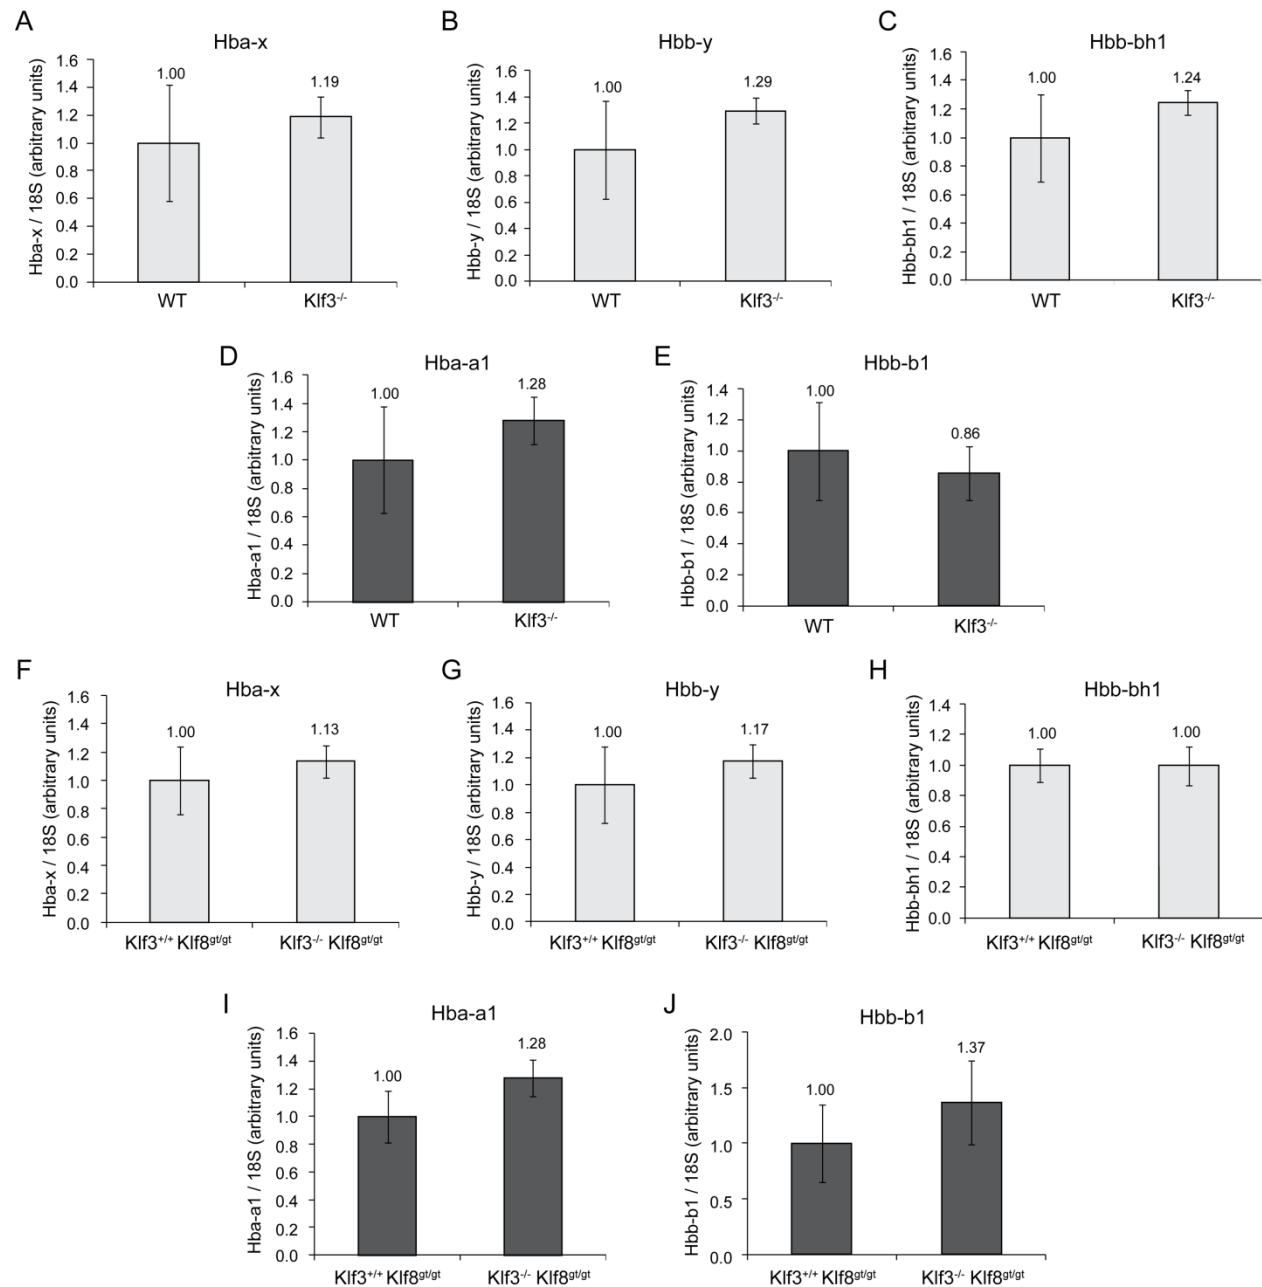 A
Hba-x
Hba-x / 18S (arbitrary units)
1.6
1.4
1.2
1.0
0.8
0.6
0.4
0.2
0.0
1.00
1.19
WT
Klf3-/-
B
Hbb-y
Hbb-y / 18S (arbitrary units)
1.6
1.4
1.2
1.0
0.8
0.6
0.4
0.2
0.0
1.00
1.29
WT
Klf3-/-
C
Hbb-bh1
Hbb-bh1 / 18S (arbitrary units)
1.6
1.4
1.2
1.0
0.8
0.6
0.4
0.2
0.0
1.00
1.24
WT
Klf3-/-
D
Hba-a1
Hba-a1 / 18S (arbitrary units)
1.6
1.4
1.2
1.0
0.8
0.6
0.4
0.2
0.0
1.00
1.28
WT
Klf3-/-
E
Hbb-b1
Hbb-b1 / 18S (arbitrary units)
1.4
1.2
1.0
0.8
0.6
0.4
0.2
0.0
1.00
0.86
WT
Klf3-/-
F
Hba-x
Hba-x / 18S (arbitrary units)
1.6
1.4
1.2
1.0
0.8
0.6
0.4
0.2
0.0
1.00
1.13
Klf3+/+ Klf8gt/gt
Klf3-/- Klf8gt/gt
G
Hbb-y
Hbb-y / 18S (arbitrary units)
1.6
1.4
1.2
1.0
0.8
0.6
0.4
0.2
0.0
1.00
1.17
Klf3+/+ Klf8gt/gt
Klf3-/- Klf8gt/gt
H
Hbb-bh1
Hbb-bh1 / 18S (arbitrary units)
1.4
1.2
1.0
0.8
0.6
0.4
0.2
0.0
1.00
1.00
Klf3+/+ Klf8gt/gt
Klf3-/- Klf8gt/gt
I
Hba-a1
Hba-a1 / 18S (arbitrary units)
1.6
1.4
1.2
1.0
0.8
0.6
0.4
0.2
0.0
1.00
1.28
Klf3+/+ Klf8gt/gt
Klf3-/- Klf8gt/gt
J
Hbb-b1
Hbb-b1 / 18S (arbitrary units)
2.0
1.5
1.0
0.5
0.0
1.00
1.37
Klf3+/+ Klf8gt/gt
Klf3-/- Klf8gt/gt